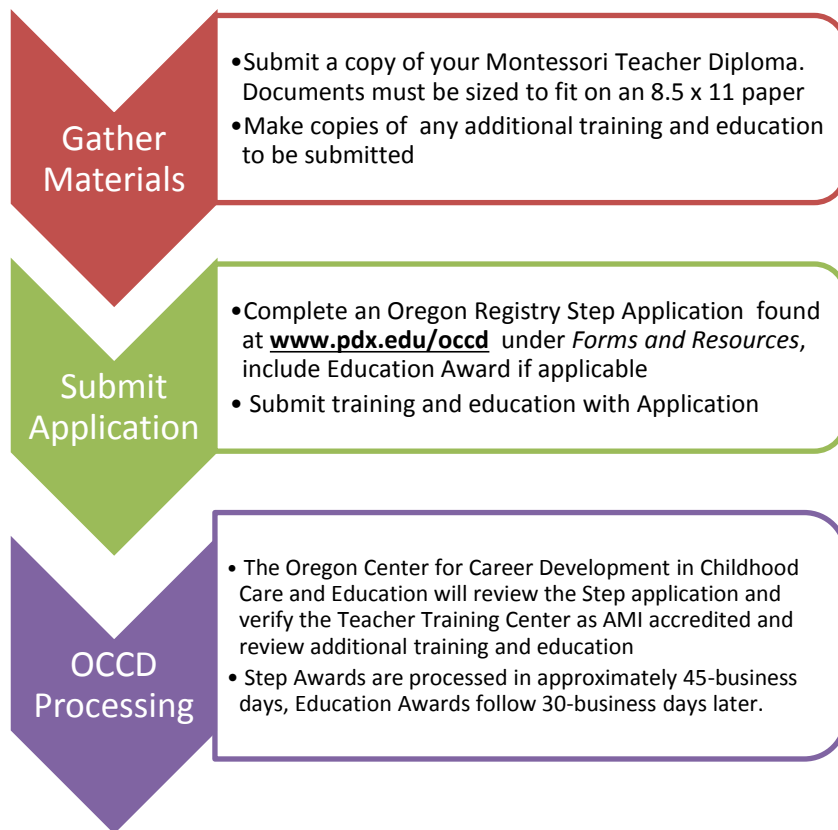 Gather
Materials
•Submit a copy of your Montessori Teacher Diploma.
Documents must be sized to fit on an 8.5 x 11 paper
•Make copies of any additional training and education
to be submitted
Submit
Application
•Complete an Oregon Registry Step Application found
at www.pdx.edu/occd under Forms and Resources,
include Education Award if applicable
• Submit training and education with Application
OCCD
Processing
• The Oregon Center for Career Development in Childhood
Care and Education will review the Step application and
verify the Teacher Training Center as AMI accredited and
review additional training and education
• Step Awards are processed in approximately 45-business
days, Education Awards follow 30-business days later.